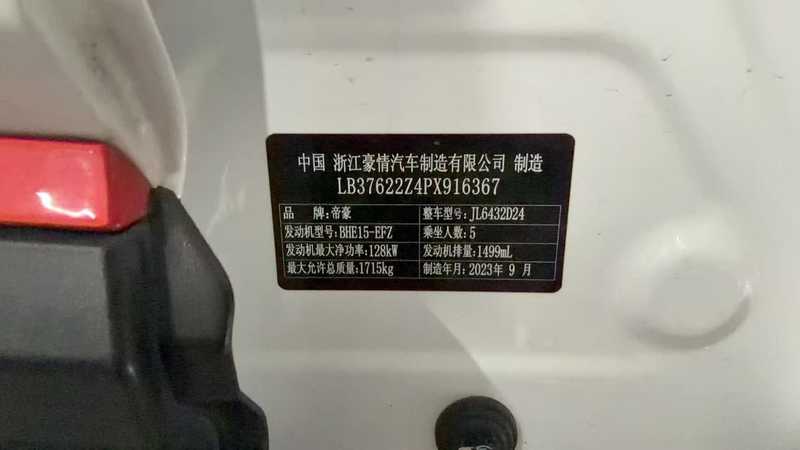 中国 浙江豪情汽车制造有限公司 制造
LB37622Z4PX916367
品 牌:帝豪 整车型号:JL6432D24
发动机型号:BHE15-EFZ 乘坐人数:5
发动机最大净功率:128kW 发动机排量:1499mL
最大允许总质量:1715kg 制造年月:2023年 9 月